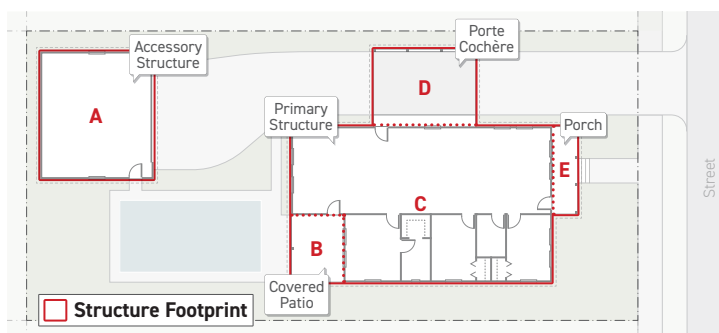 Accessory
Structure
Porte
Cochère
A
D
Primary
Structure
Porch
E
Street
C
B
Covered
Patio
Structure Footprint